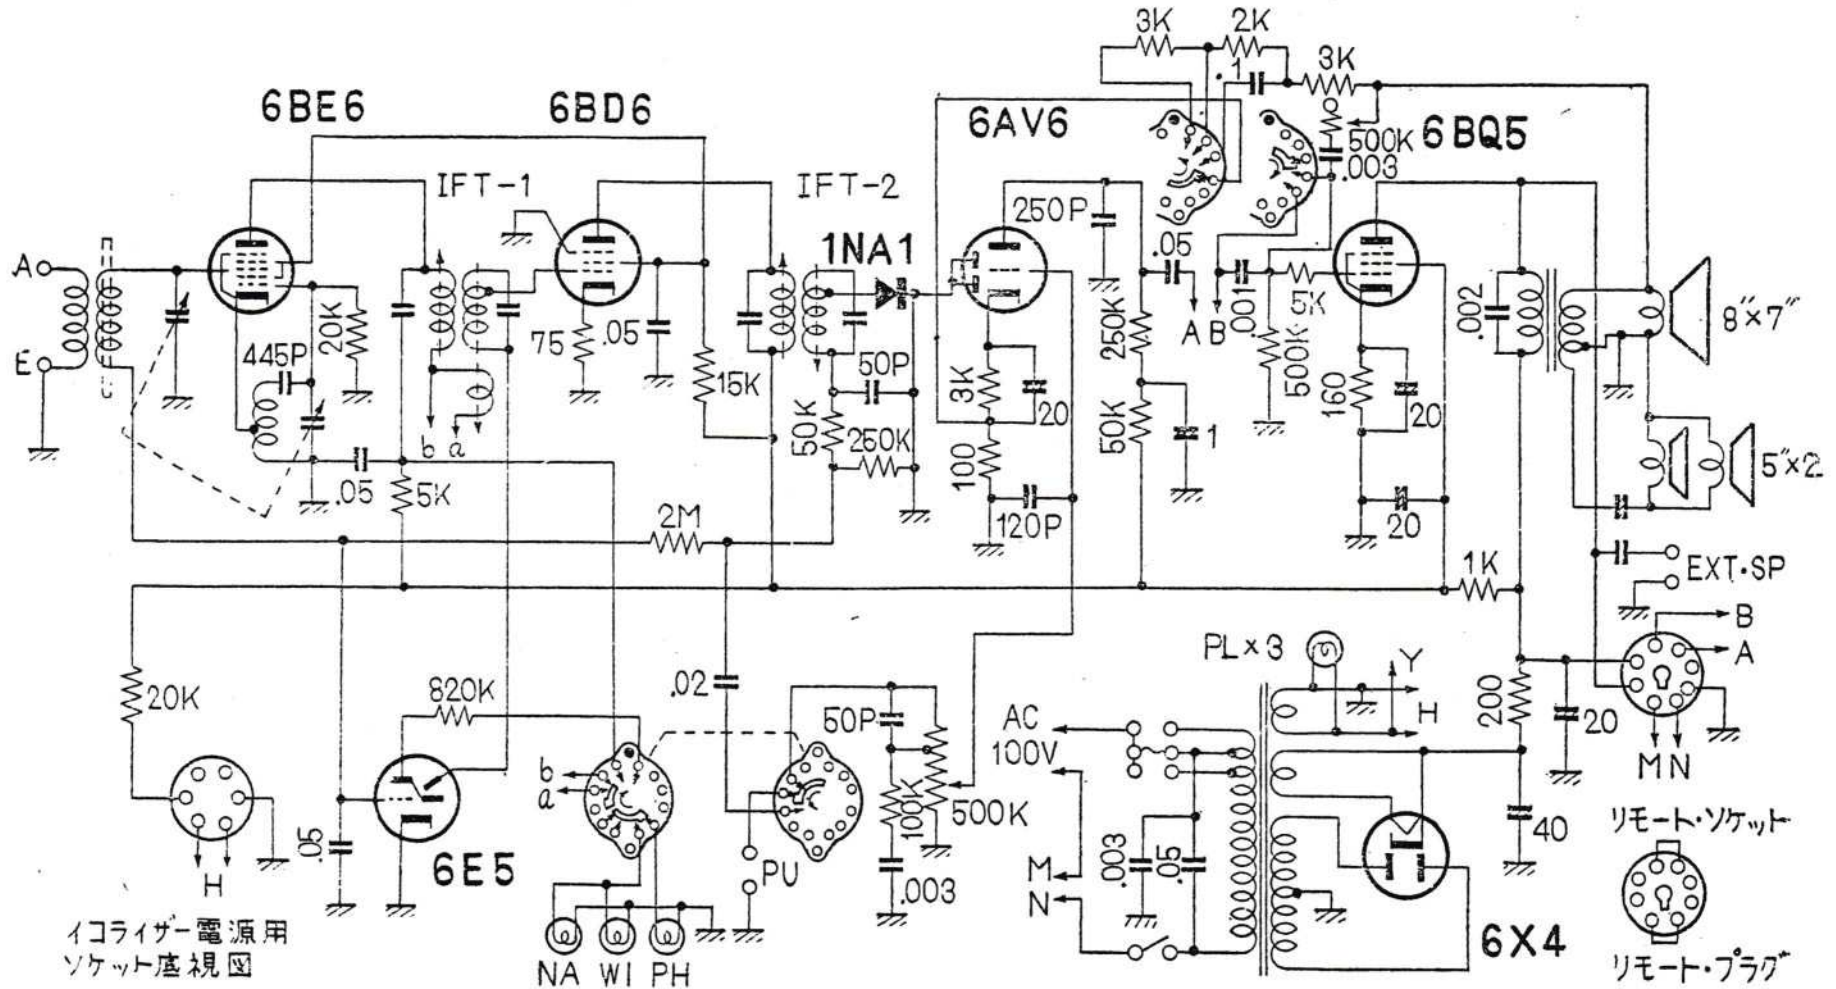 3K
2K
3K
.1
500K
.003
6BE6
6BD6
6AV6
6BQ5
IFT-1
IFT-2
1NA1
A
E
445P
20K
.05
5K
b a
75
.05
15K
50P
50K
250K
250P
3K
20
100
120P
.05
250K
50K
1
A B
.001
5K
500K
160
20
20
.002
8"×7"
5"×2
2M
1K
EXT・SP
B
A
20K
820K
.02
50P
100K
500K
.003
PL×3
Y
H
AC
100V
200
20
MN
b
a
H
.05
6E5
PU
M
N
.003
.05
40
6X4
リモート・ソケット
リモート・プラグ
イコライザー電源用
ソケット底視図
NA WI PH